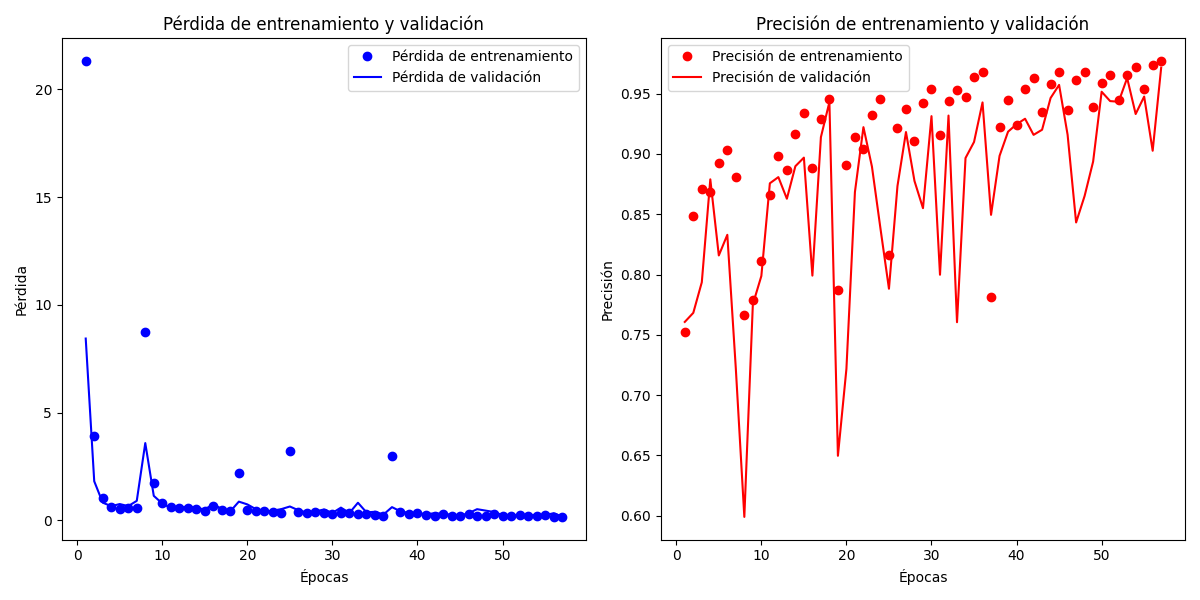 Pérdida de entrenamiento y validación
Pérdida de entrenamiento
Pérdida de validación
20
15
10
5
0
Pérdida
0 10 20 30 40 50
Épocas
Precisión de entrenamiento y validación
Precisión de entrenamiento
Precisión de validación
0.95
0.90
0.85
0.80
0.75
0.70
0.65
0.60
Precisión
0 10 20 30 40 50
Épocas